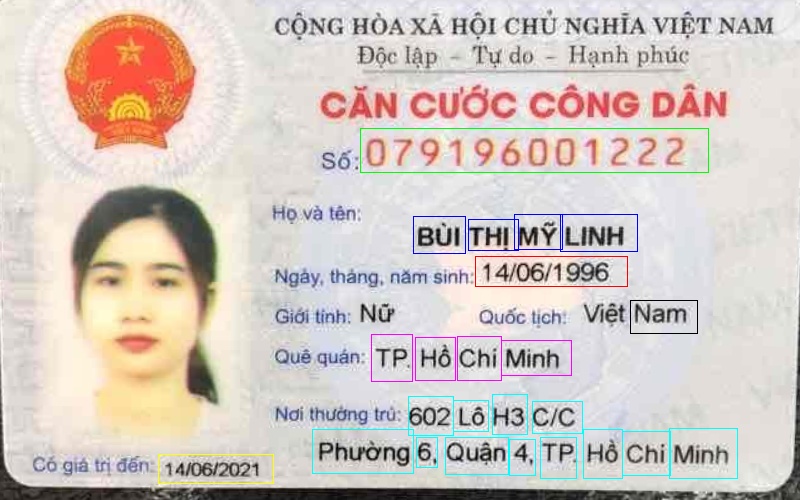 CỘNG HÒA XÃ HỘI CHỦ NGHĨA VIỆT NAM
Độc lập - Tự do - Hạnh phúc
CĂN CƯỚC CÔNG DÂN
Số: 079196001222
Họ và tên:
BÙI THỊ MỸ LINH
Ngày, tháng, năm sinh: 14/06/1996
Giới tính: Nữ Quốc tịch: Việt Nam
Quê quán: TP. Hồ Chí Minh
Nơi thường trú: 602 Lô H3 C/C
Phường 6, Quận 4, TP. Hồ Chí Minh
Có giá trị đến: 14/06/2021